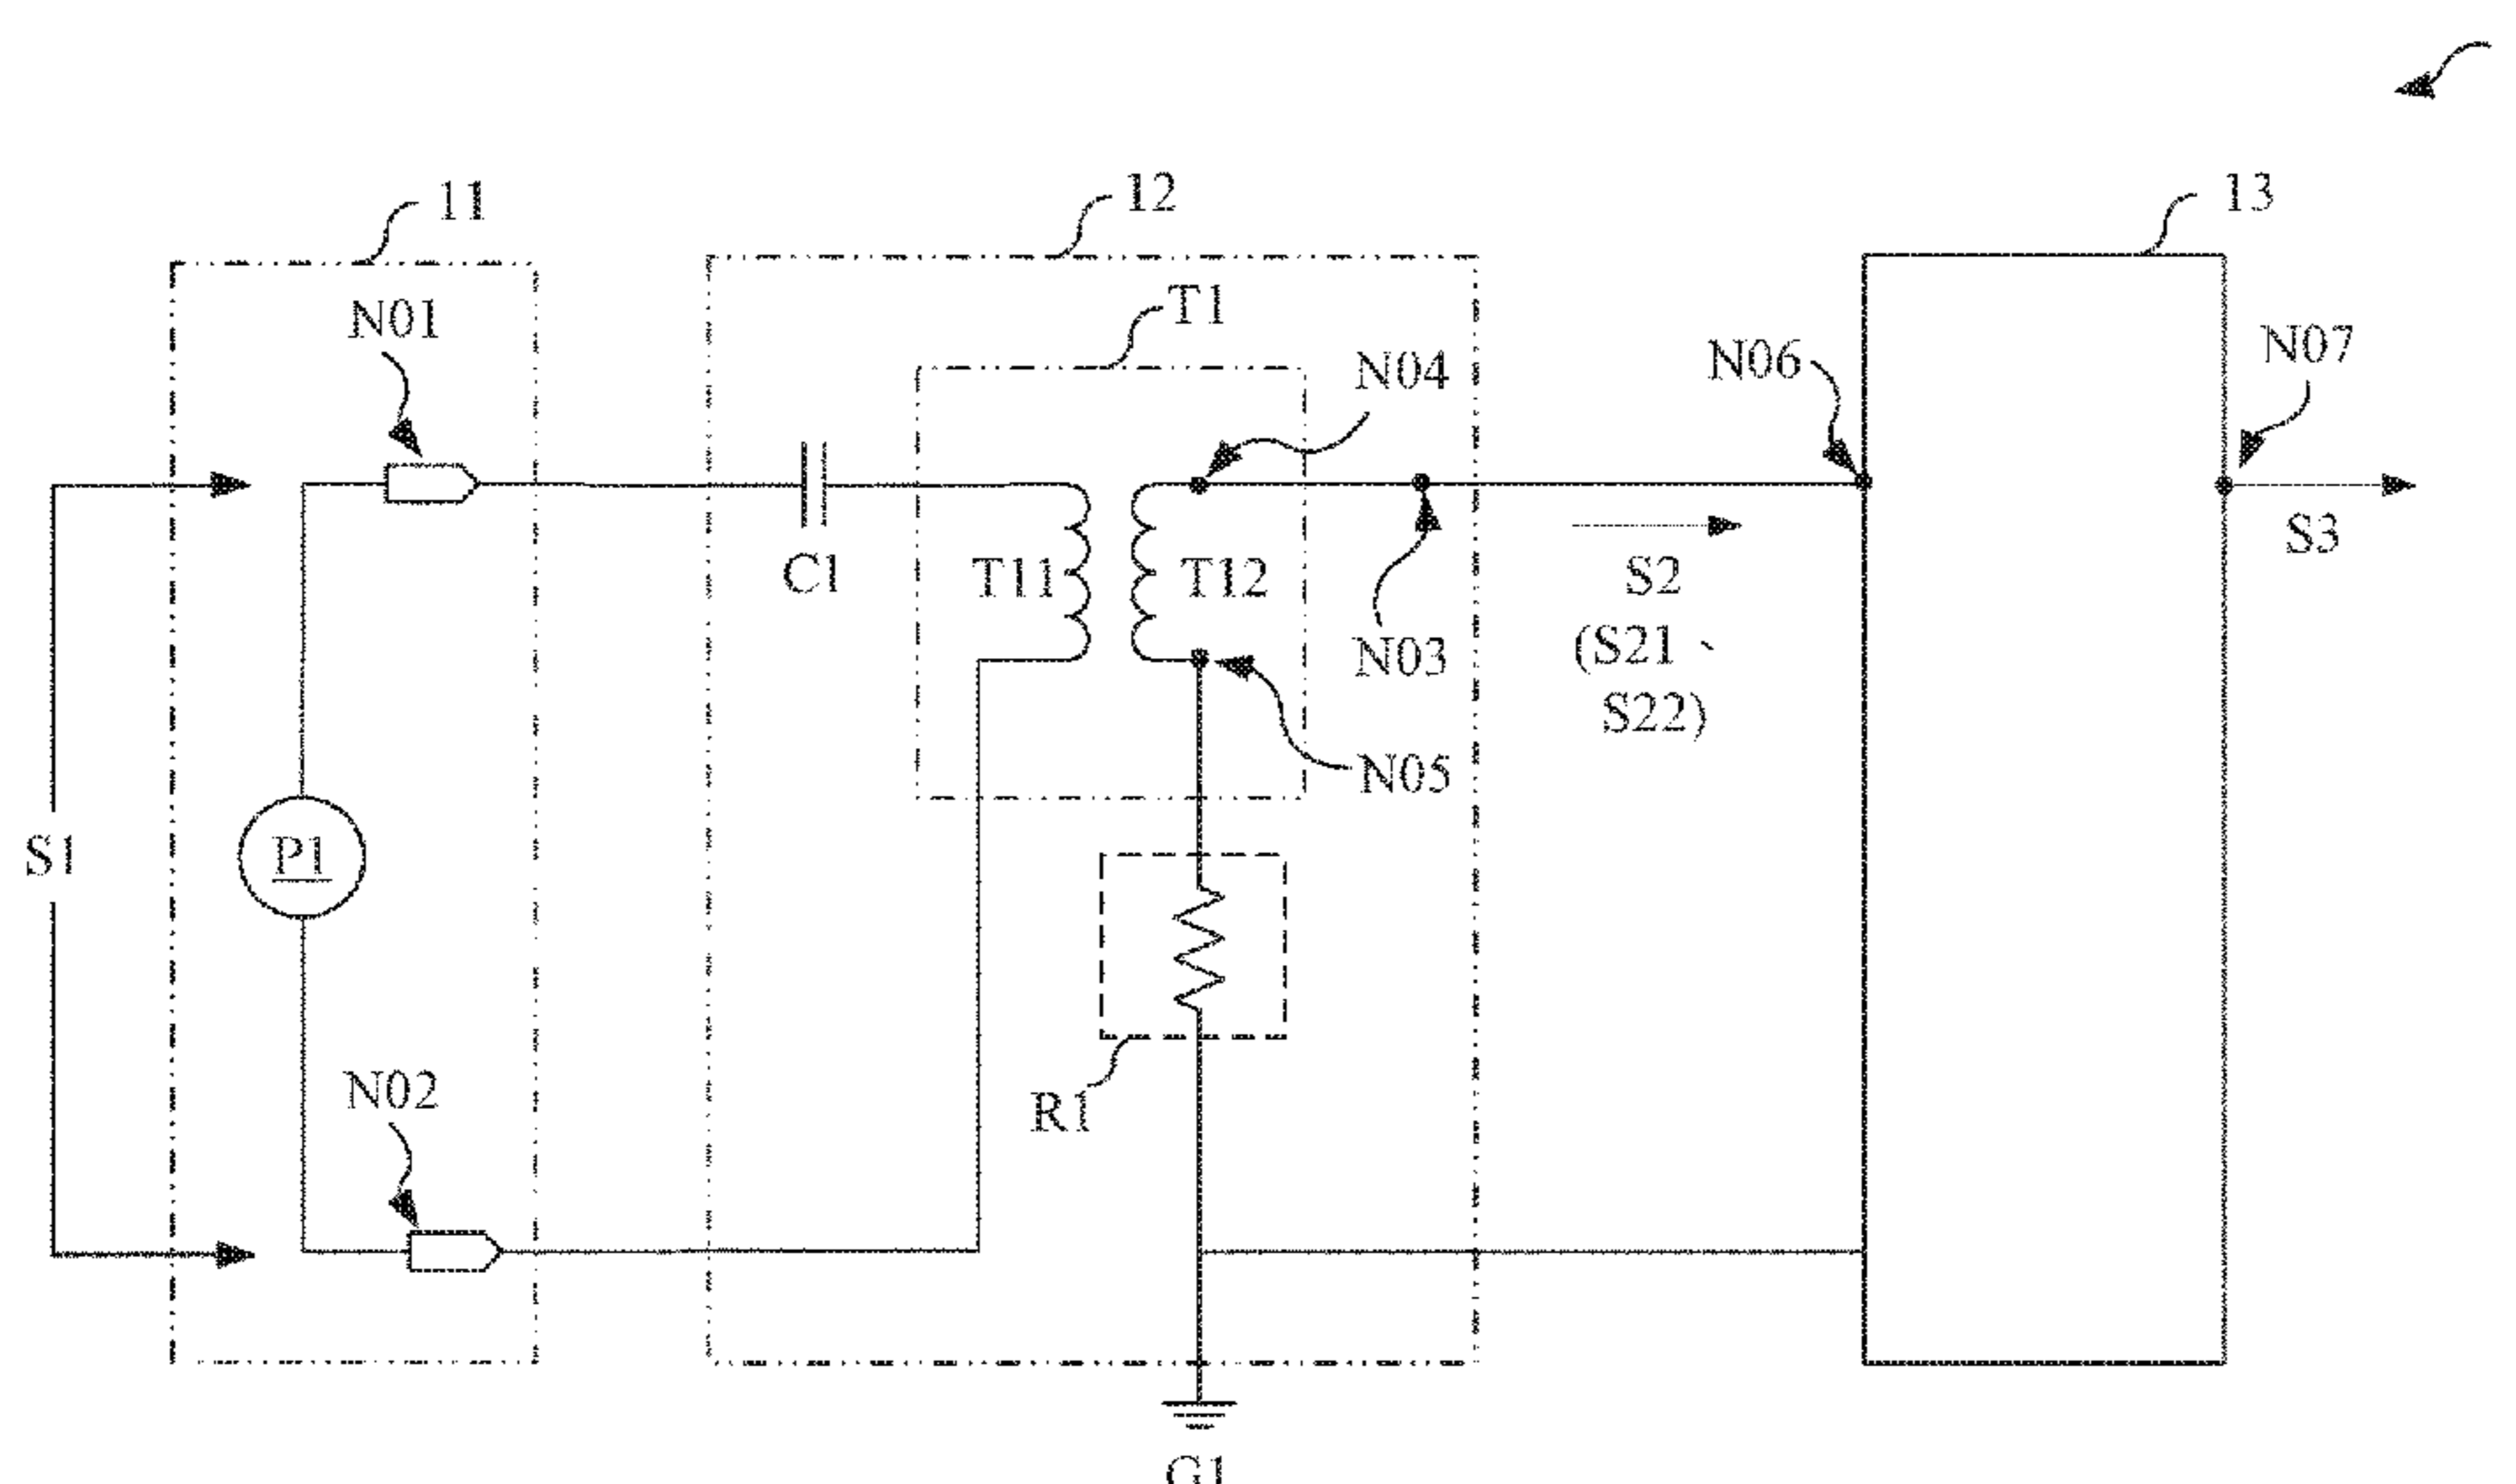 11
12
13
N01
T1
N04
N06
N07
C1
T11
T12
N03
S2
(S21、
S22)
S3
N05
S1
P1
R1
N02
G1